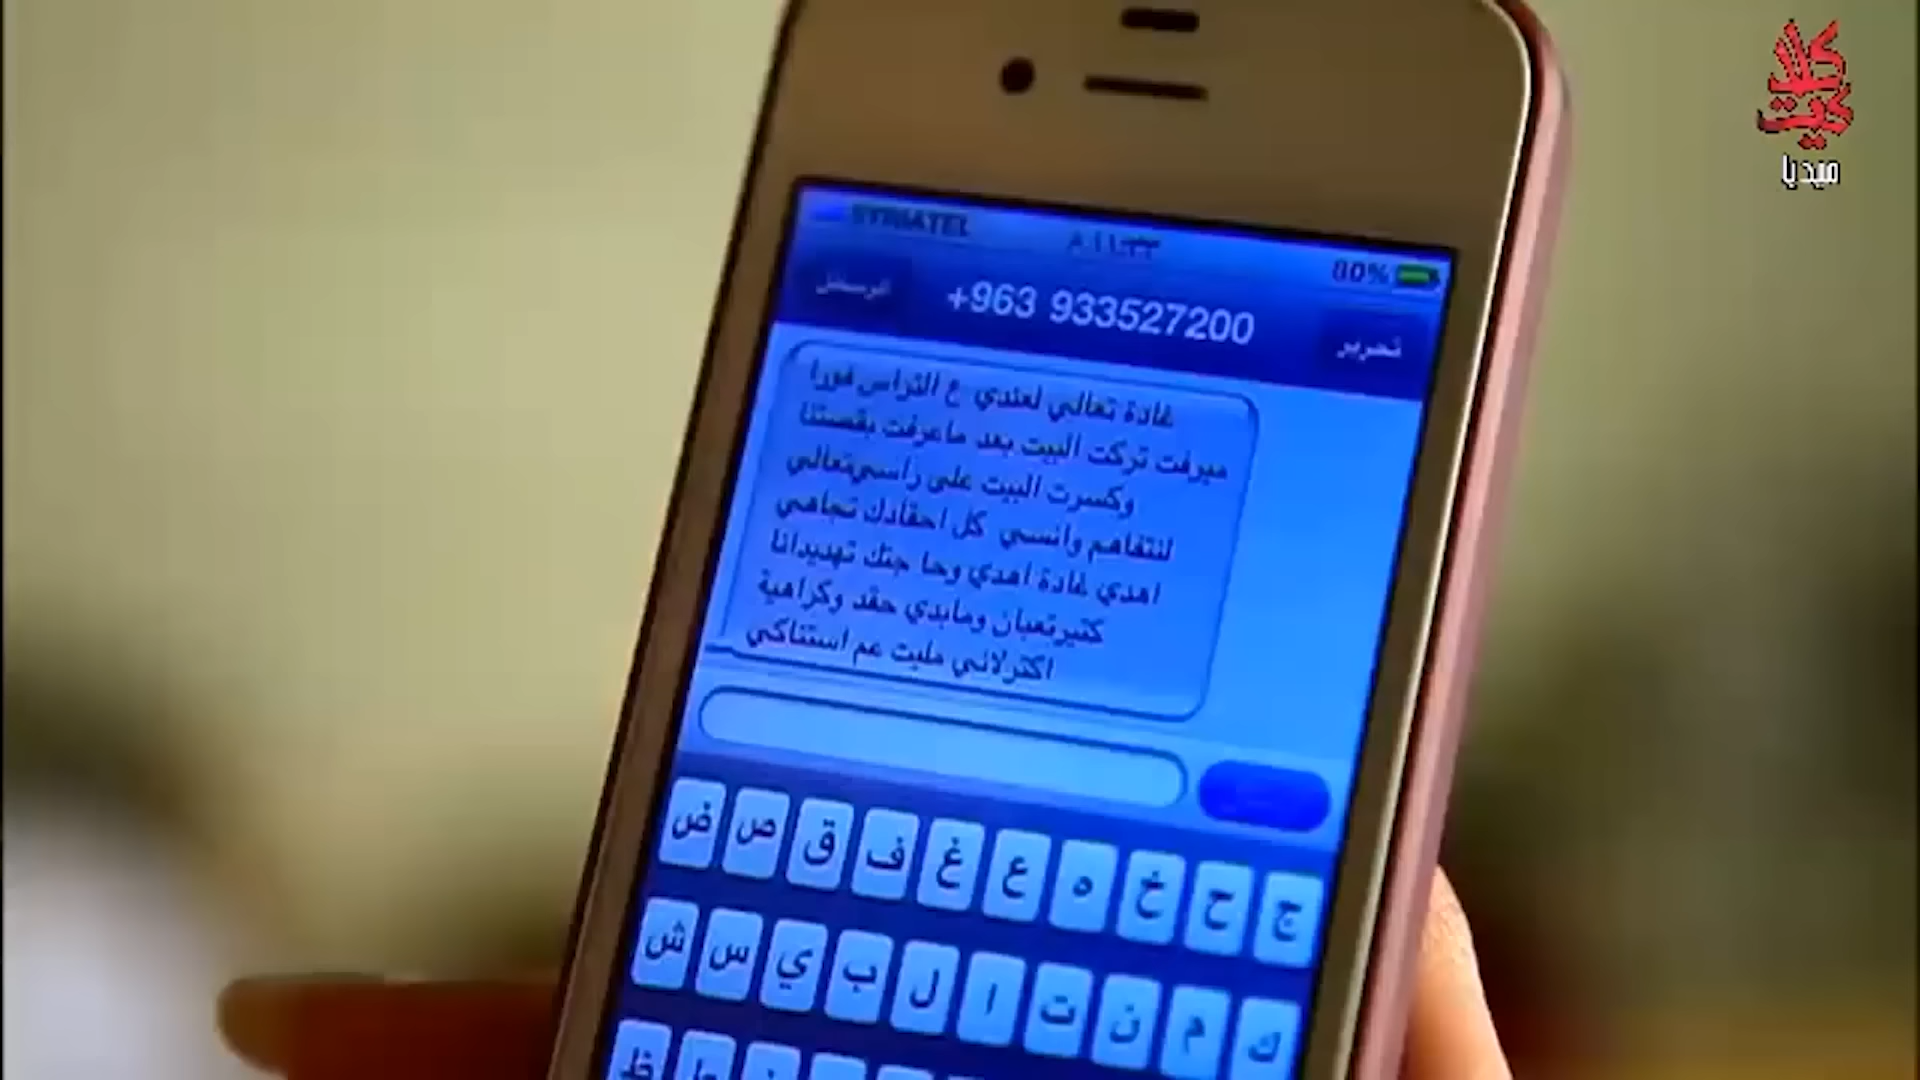 كلاكيت
ميديا
SYRIATEL
80%
+963 933527200
تحرير
غادة تعالي لعندي ع التراس فورا
ميرفت تركت البيت بعد ماعرفت بقصتنا
وكسرت البيت على راسي تعالي
لنتفاهم وانسي كل احقادك تجاهي
اهدي غادة اهدي وحاجتك تهديدانا
كتيرتعبان ومابدي حقد وكراهية
اكترلاني مليت عم استناكي
ض ص ق ف غ ع ه خ ح ج
ش س ي ب ل ا ت ن م ك
ظ ط